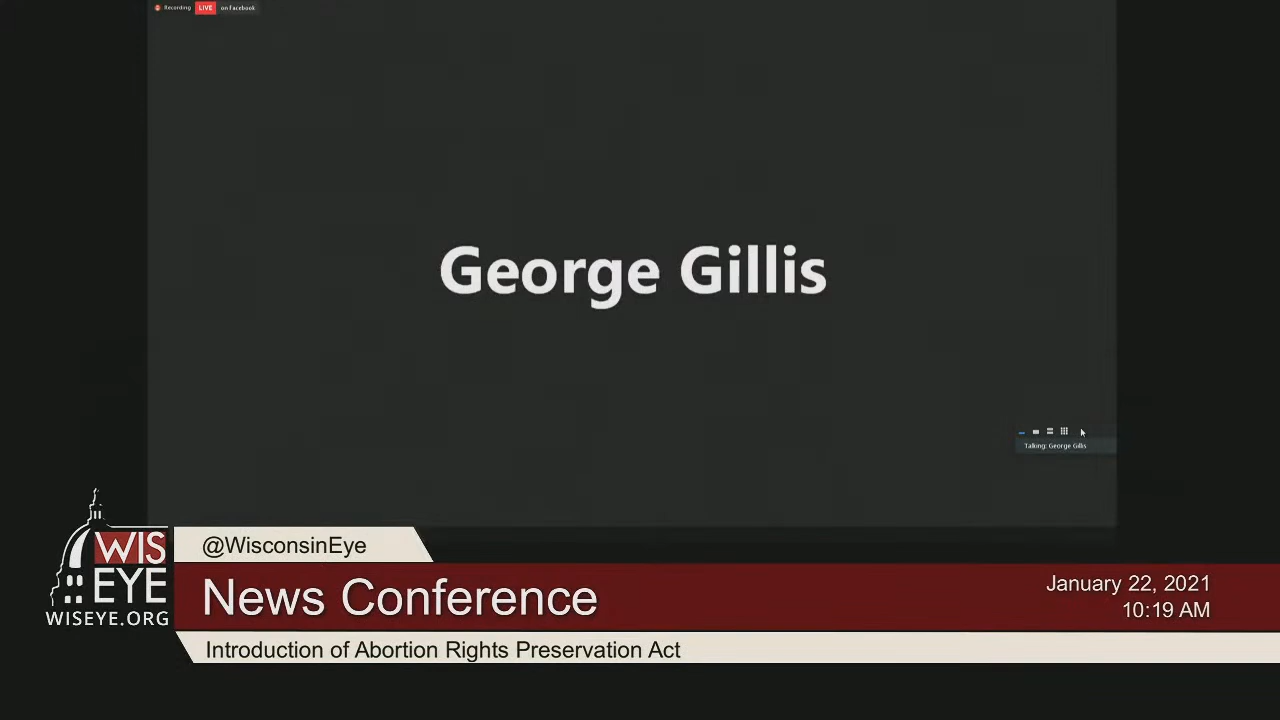 Recording LIVE on Facebook
George Gillis
Talking: George Gillis
WIS
EYE
WISEYE.ORG
@WisconsinEye
News Conference
January 22, 2021
10:19 AM
Introduction of Abortion Rights Preservation Act